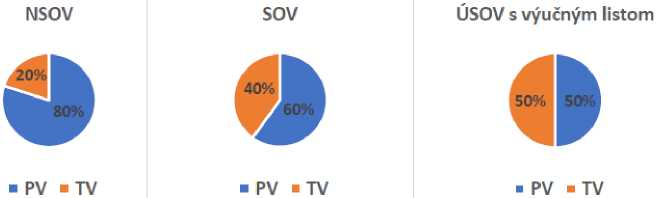 NSOV
20%
80%
PV TV
SOV
40%
60%
PV TV
ÚSOV s výučným listom
50%
50%
PV TV